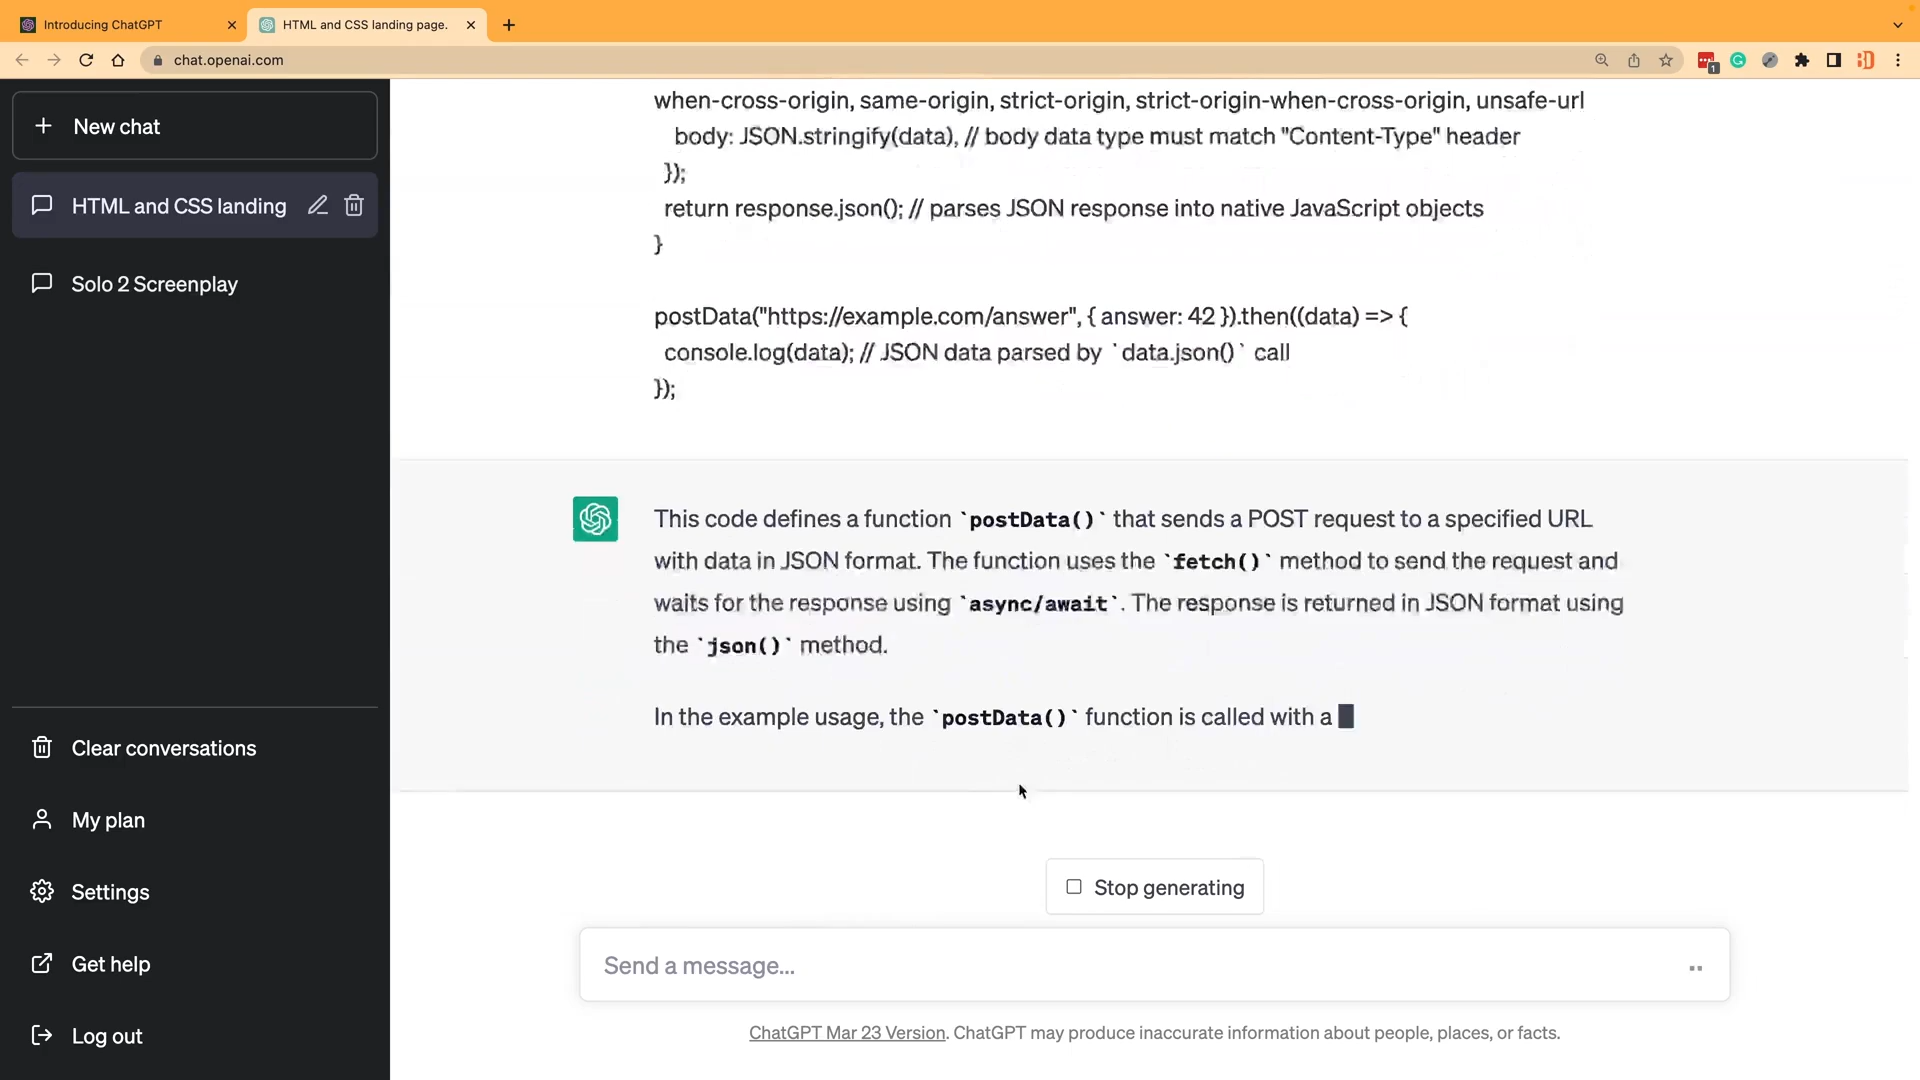 Introducing ChatGPT
HTML and CSS landing page.
chat.openai.com
1
New chat
HTML and CSS landing
Solo 2 Screenplay
Clear conversations
My plan
Settings
Get help
Log out
when-cross-origin, same-origin, strict-origin, strict-origin-when-cross-origin, unsafe-url
body: JSON.stringify(data), // body data type must match "Content-Type" header
});
return response.json(); // parses JSON response into native JavaScript objects
}
postData("https://example.com/answer", { answer: 42 }).then((data) => {
console.log(data); // JSON data parsed by `data.json()` call
});
This code defines a function `postData()` that sends a POST request to a specified URL
with data in JSON format. The function uses the `fetch()` method to send the request and
waits for the response using `async/await`. The response is returned in JSON format using
the `json()` method.
In the example usage, the `postData()` function is called with a
Stop generating
Send a message...
ChatGPT Mar 23 Version. ChatGPT may produce inaccurate information about people, places, or facts.